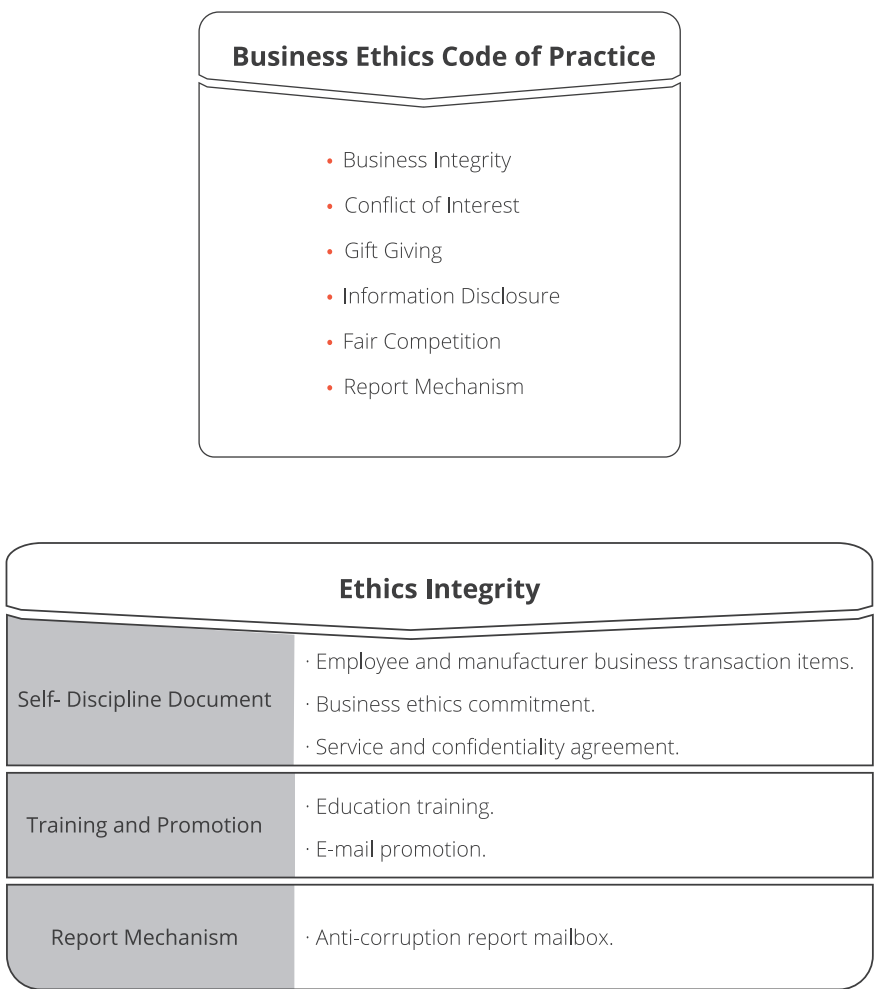 Business Ethics Code of Practice
• Business Integrity
• Conflict of Interest
• Gift Giving
• Information Disclosure
• Fair Competition
• Report Mechanism
Ethics Integrity
Self- Discipline Document
· Employee and manufacturer business transaction items.
· Business ethics commitment.
· Service and confidentiality agreement.
Training and Promotion
· Education training.
· E-mail promotion.
Report Mechanism
· Anti-corruption report mailbox.